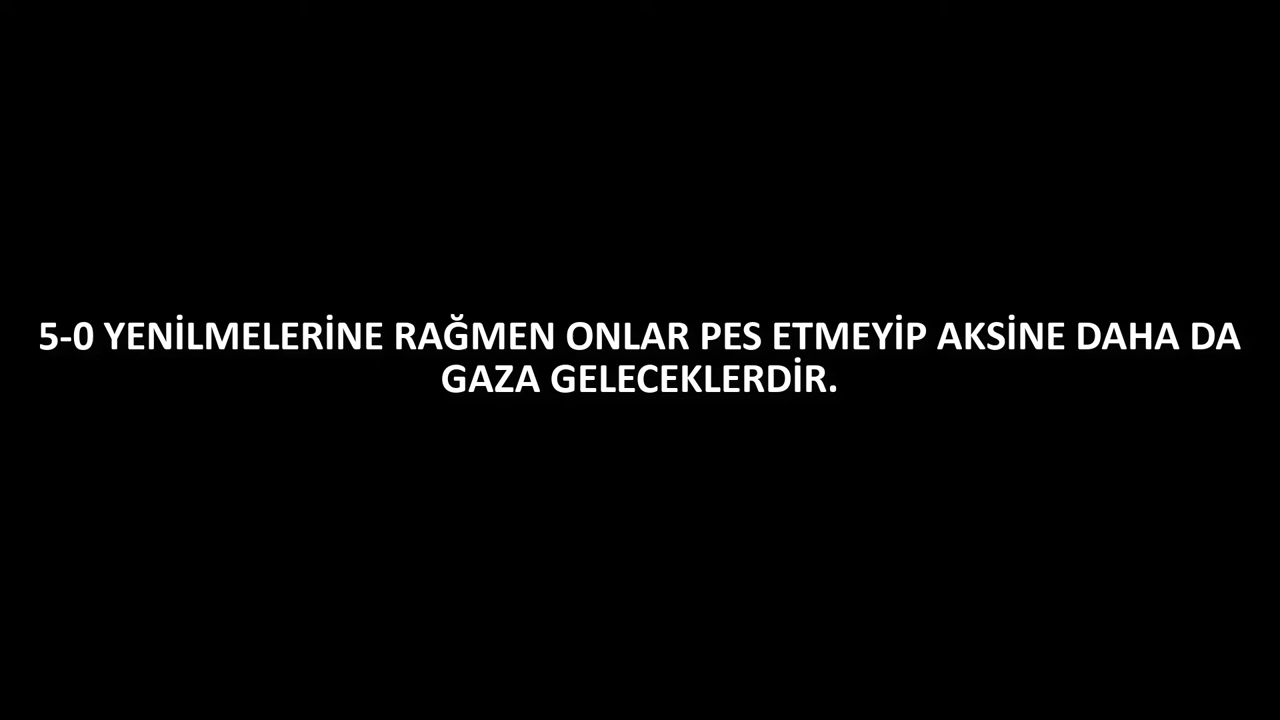 5-0 YENİLMELERİNE RAĞMEN ONLAR PES ETMEYİP AKSİNE DAHA DA
GAZA GELECEKLERDİR.